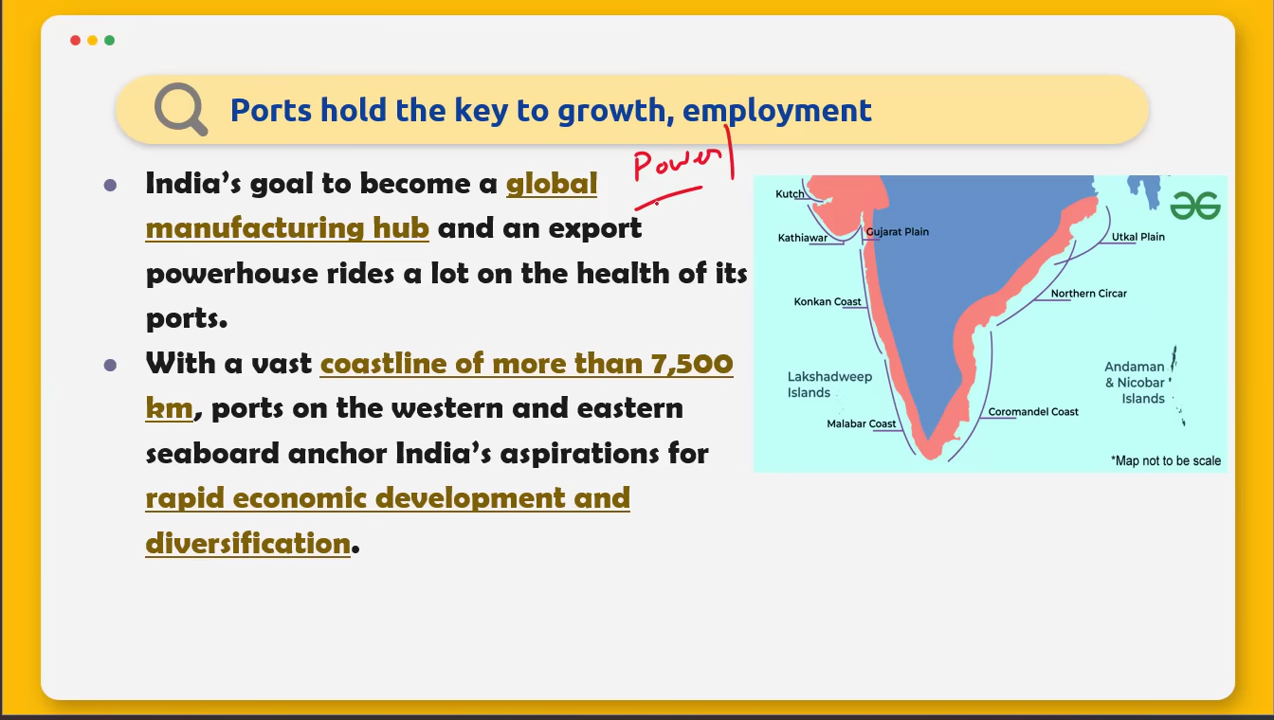 Ports hold the key to growth, employment
Power
India’s goal to become a global
manufacturing hub and an export
powerhouse rides a lot on the health of its
ports.
With a vast coastline of more than 7,500
km, ports on the western and eastern
seaboard anchor India’s aspirations for
rapid economic development and
diversification.
Kutch
Kathiawar
Gujarat Plain
Utkal Plain
Konkan Coast
Northern Circar
Lakshadweep
Islands
Andaman
& Nicobar
Islands
Malabar Coast
Coromandel Coast
*Map not to be scale